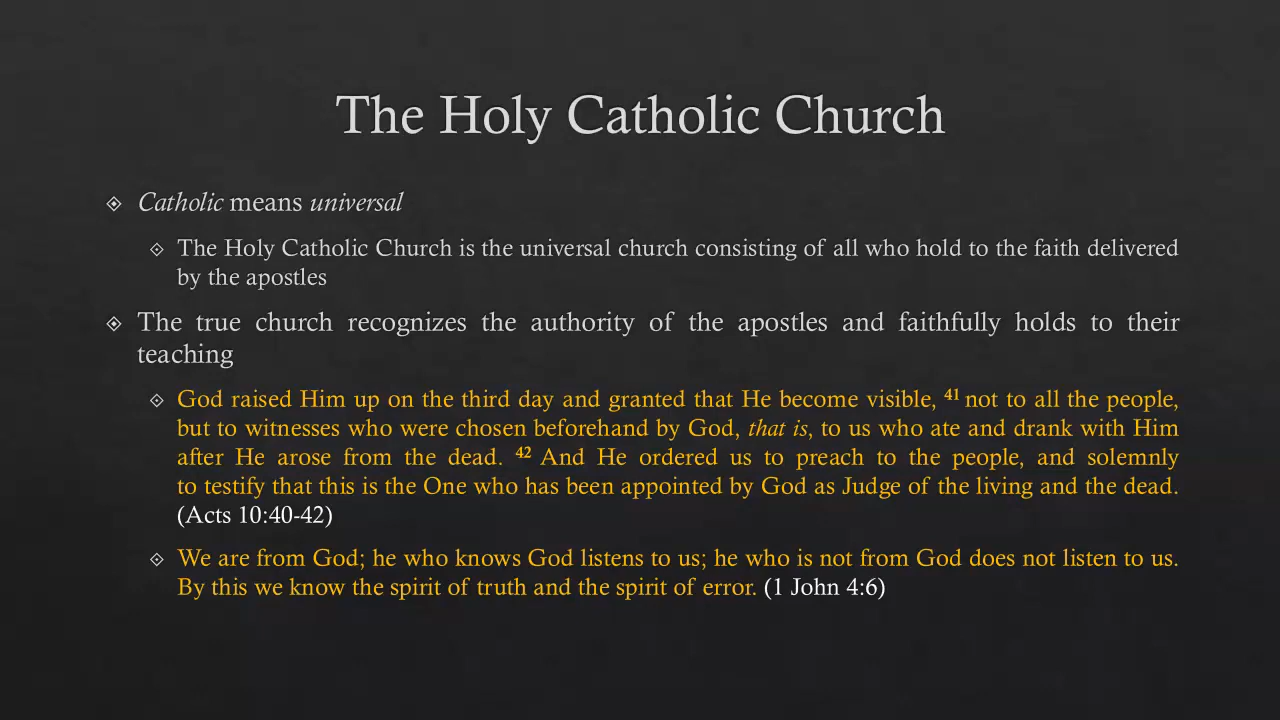 The Holy Catholic Church
Catholic means universal
The Holy Catholic Church is the universal church consisting of all who hold to the faith delivered
by the apostles
The true church recognizes the authority of the apostles and faithfully holds to their
teaching
God raised Him up on the third day and granted that He become visible, 41 not to all the people,
but to witnesses who were chosen beforehand by God, that is, to us who ate and drank with Him
after He arose from the dead. 42 And He ordered us to preach to the people, and solemnly
to testify that this is the One who has been appointed by God as Judge of the living and the dead.
(Acts 10:40-42)
We are from God; he who knows God listens to us; he who is not from God does not listen to us.
By this we know the spirit of truth and the spirit of error. (1 John 4:6)